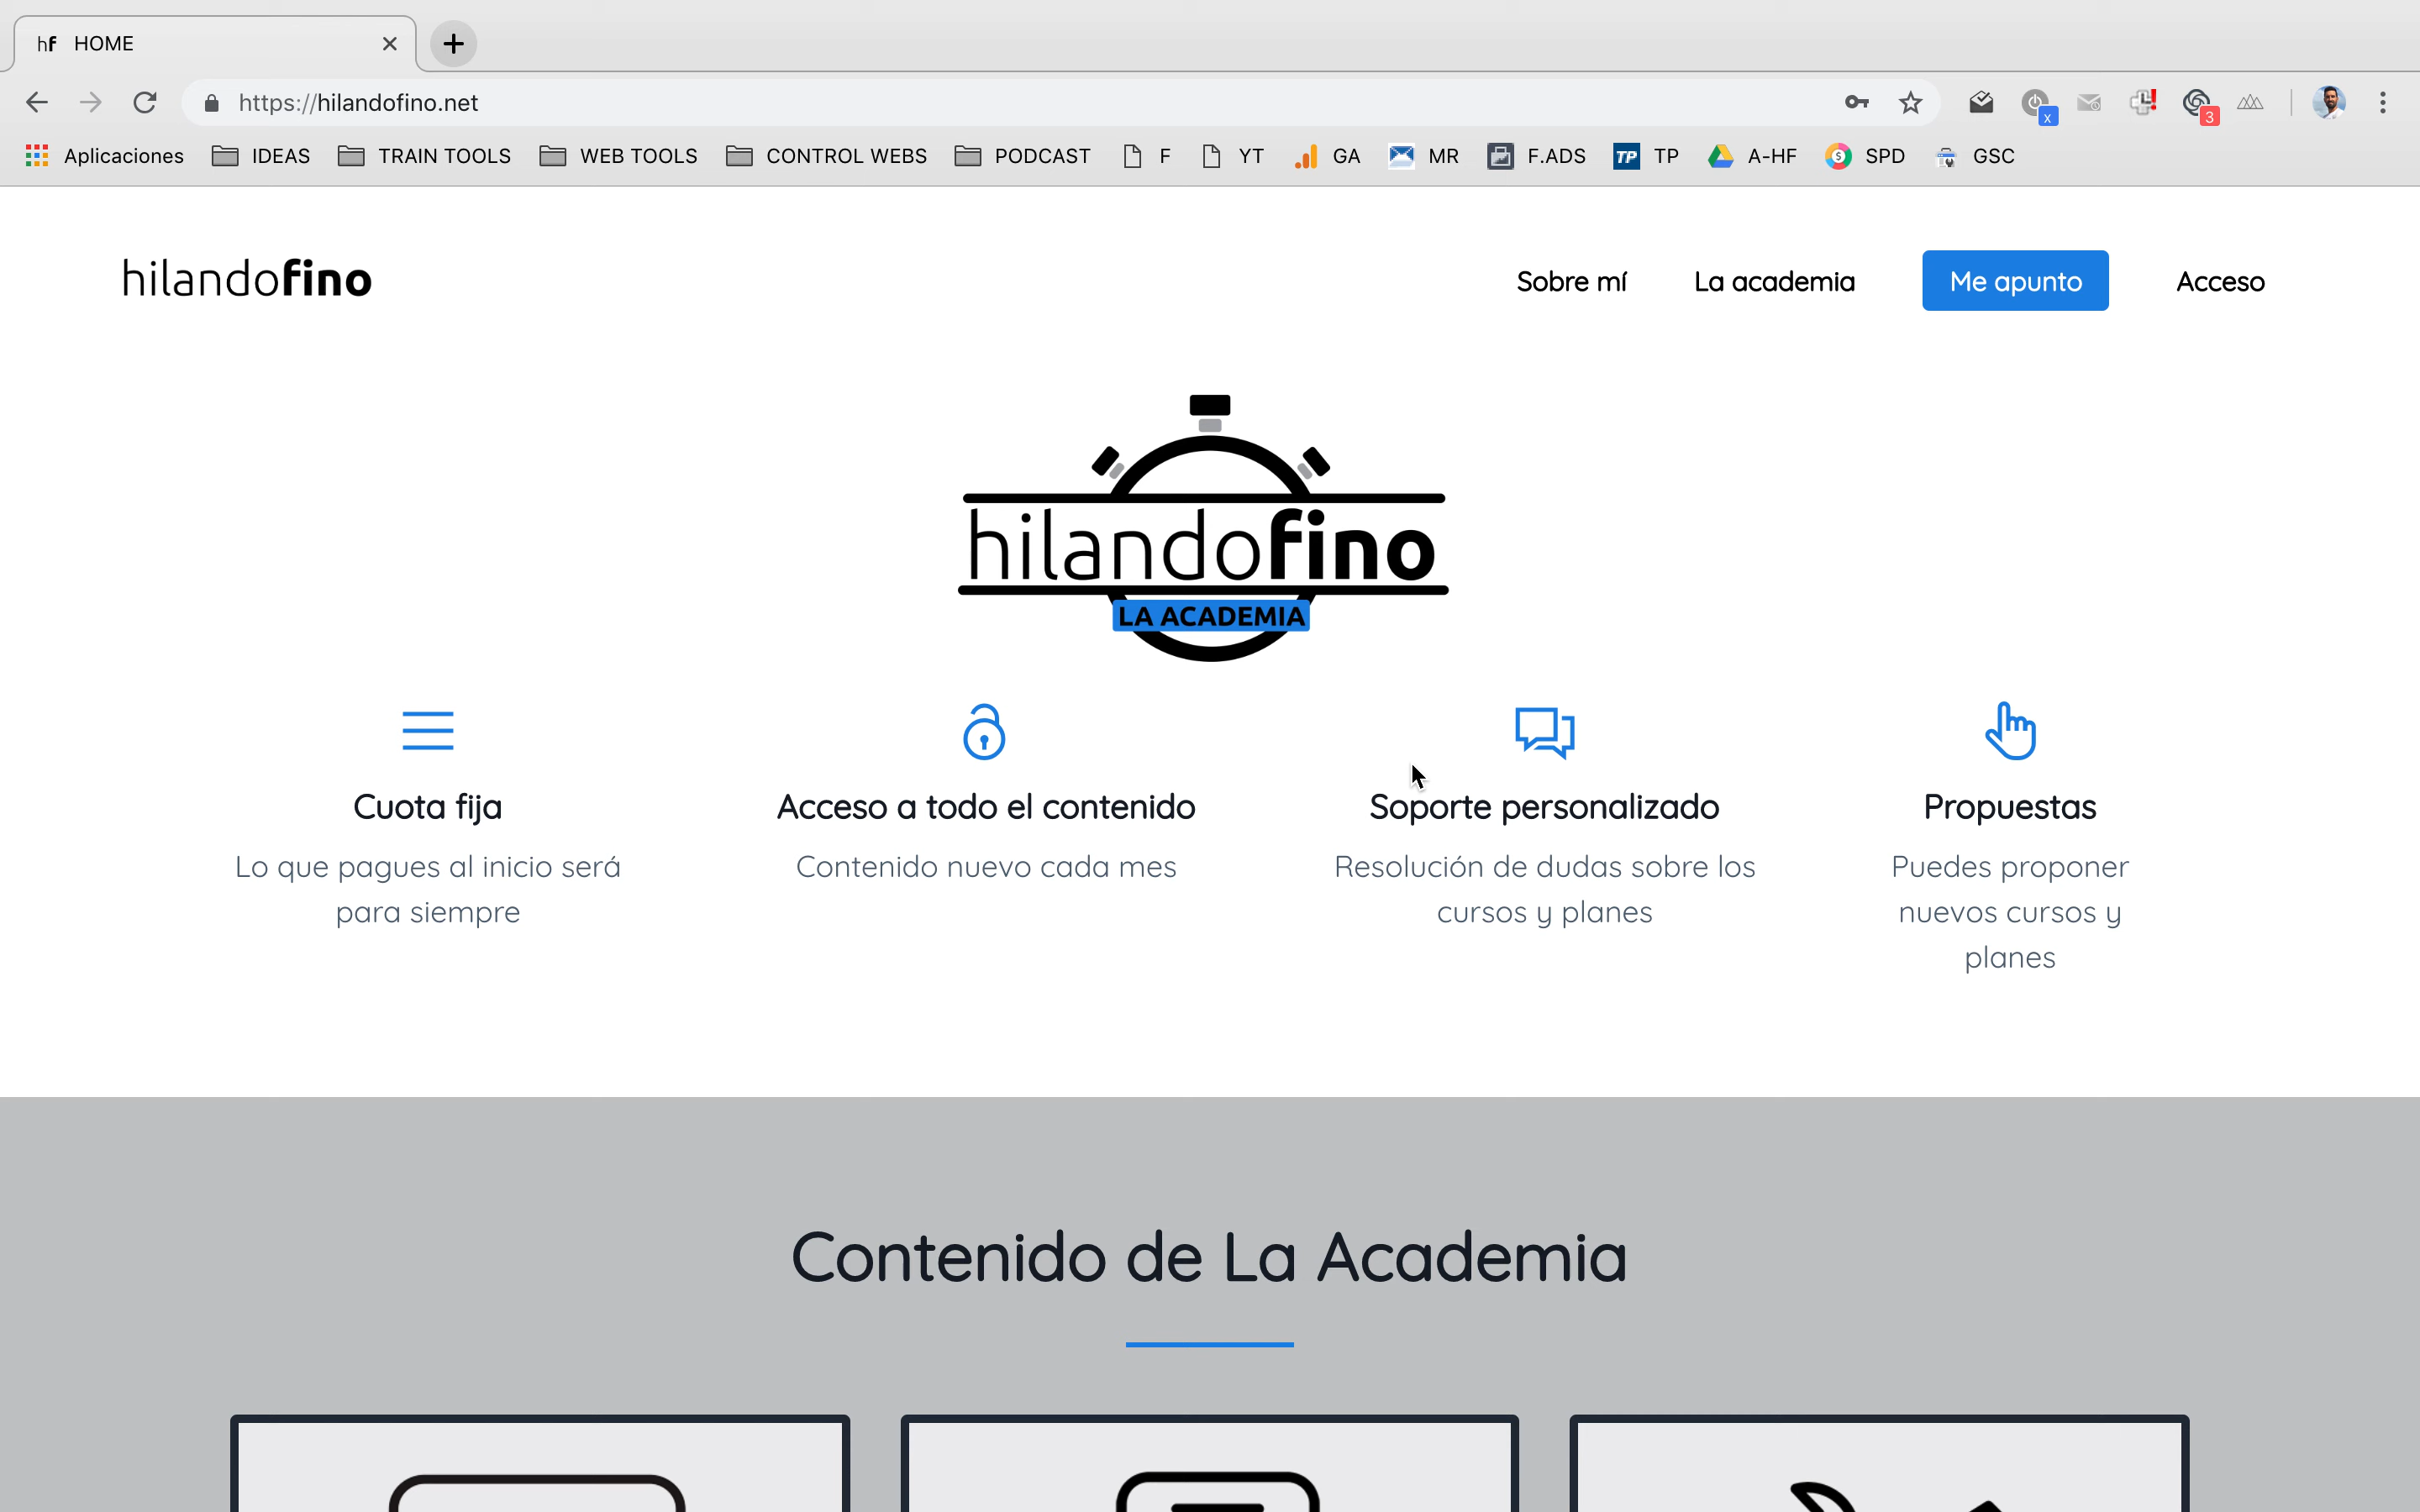 hf HOME
https://hilandofino.net
x
3
Aplicaciones IDEAS TRAIN TOOLS WEB TOOLS CONTROL WEBS PODCAST F YT GA MR F.ADS TP TP A-HF SPD GSC
hilandofino
Sobre mí La academia Me apunto Acceso
hilandofino
LA ACADEMIA
Cuota fija
Lo que pagues al inicio será
para siempre
Acceso a todo el contenido
Contenido nuevo cada mes
Soporte personalizado
Resolución de dudas sobre los
cursos y planes
Propuestas
Puedes proponer
nuevos cursos y
planes
Contenido de La Academia